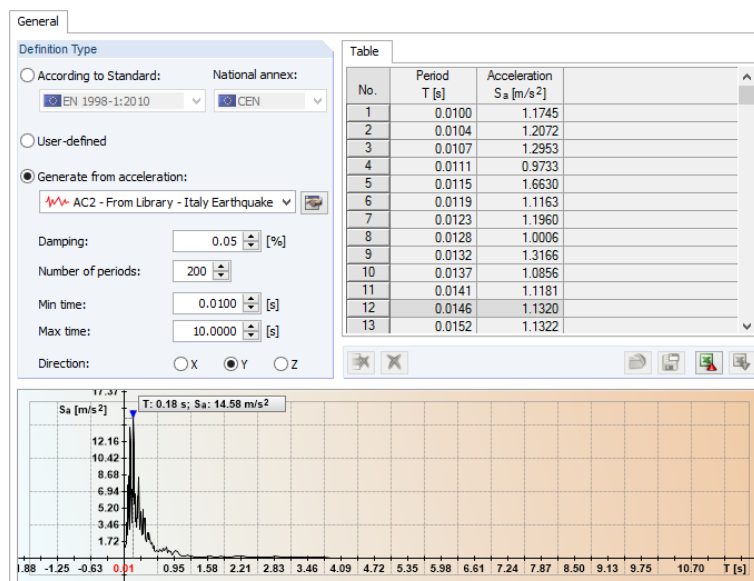 General
Definition Type
According to Standard: National annex:
EN 1998-1:2010 CEN
User-defined
Generate from acceleration:
AC2 - From Library - Italy Earthquake
Damping: 0.05 [%]
Number of periods: 200
Min time: 0.0100 [s]
Max time: 10.0000 [s]
Direction: X Y Z
Table
No. Period T [s] Acceleration Sa [m/s²]
1 0.0100 1.1745
2 0.0104 1.2072
3 0.0107 1.2953
4 0.0111 0.9733
5 0.0115 1.6630
6 0.0119 1.1163
7 0.0123 1.1960
8 0.0128 1.0006
9 0.0132 1.3166
10 0.0137 1.0856
11 0.0141 1.1181
12 0.0146 1.1320
13 0.0152 1.1322
17.37
Sa [m/s²]
T: 0.18 s; Sa: 14.58 m/s²
12.16
10.42
8.68
6.94
5.20
3.46
1.72
1.88 -1.25 -0.63 0.01 0.95 1.58 2.21 2.83 3.46 4.09 4.72 5.35 5.98 6.61 7.24 7.87 8.50 9.13 9.75 10.70 T [s]